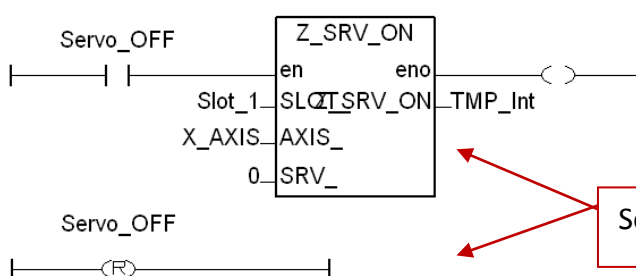 Servo_OFF
Z_SRV_ON
en eno
Slot_1 SLOT_ Z_SRV_ON TMP_Int
X_AXIS AXIS_
0 SRV_
Servo_OFF
R